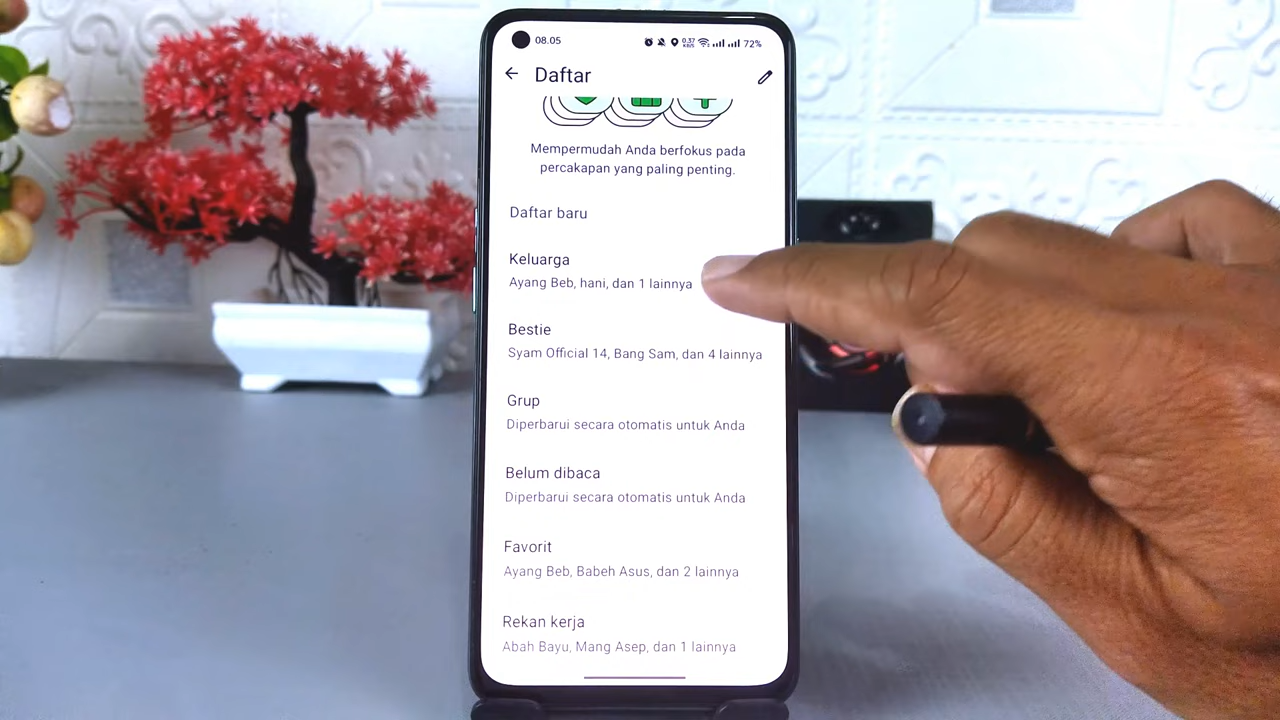 08.05 0.37 KB/S 72%
Daftar
Mempermudah Anda berfokus pada
percakapan yang paling penting.
Daftar baru
Keluarga
Ayang Beb, hani, dan 1 lainnya
Bestie
Syam Official 14, Bang Sam, dan 4 lainnya
Grup
Diperbarui secara otomatis untuk Anda
Belum dibaca
Diperbarui secara otomatis untuk Anda
Favorit
Ayang Beb, Babeh Asus, dan 2 lainnya
Rekan kerja
Abah Bayu, Mang Asep, dan 1 lainnya